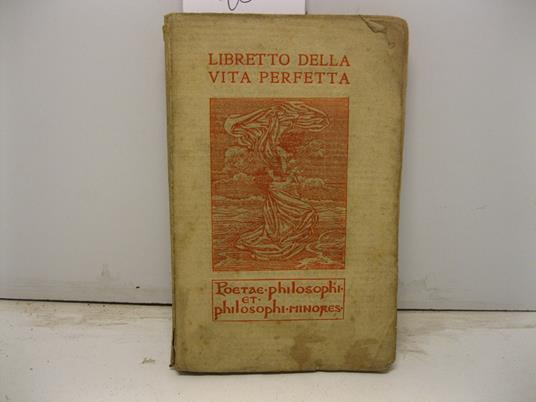 LIBRETTO DELLA
VITA PERFETTA
Poetae·philosophi·
ET·
philosophi·MINORES·